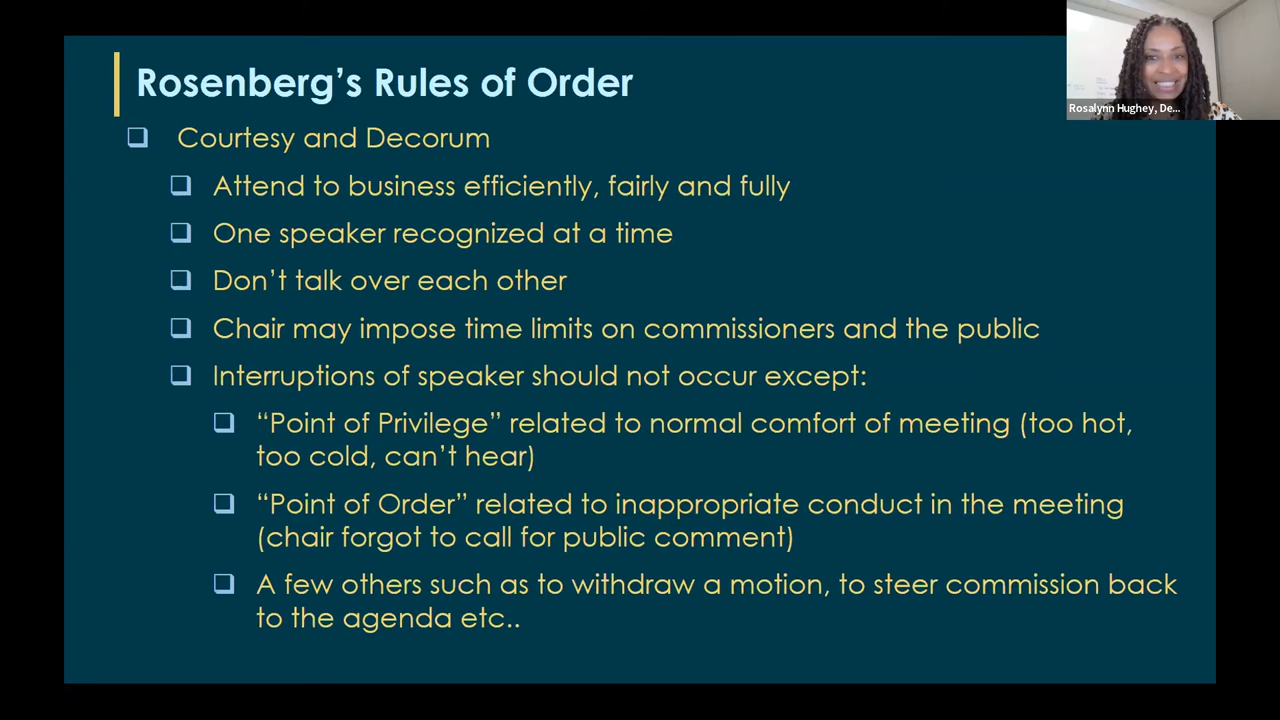 Rosenberg’s Rules of Order
Courtesy and Decorum
Attend to business efficiently, fairly and fully
One speaker recognized at a time
Don’t talk over each other
Chair may impose time limits on commissioners and the public
Interruptions of speaker should not occur except:
“Point of Privilege” related to normal comfort of meeting (too hot,
too cold, can’t hear)
“Point of Order” related to inappropriate conduct in the meeting
(chair forgot to call for public comment)
A few others such as to withdraw a motion, to steer commission back
to the agenda etc..
Rosalynn Hughey, De...